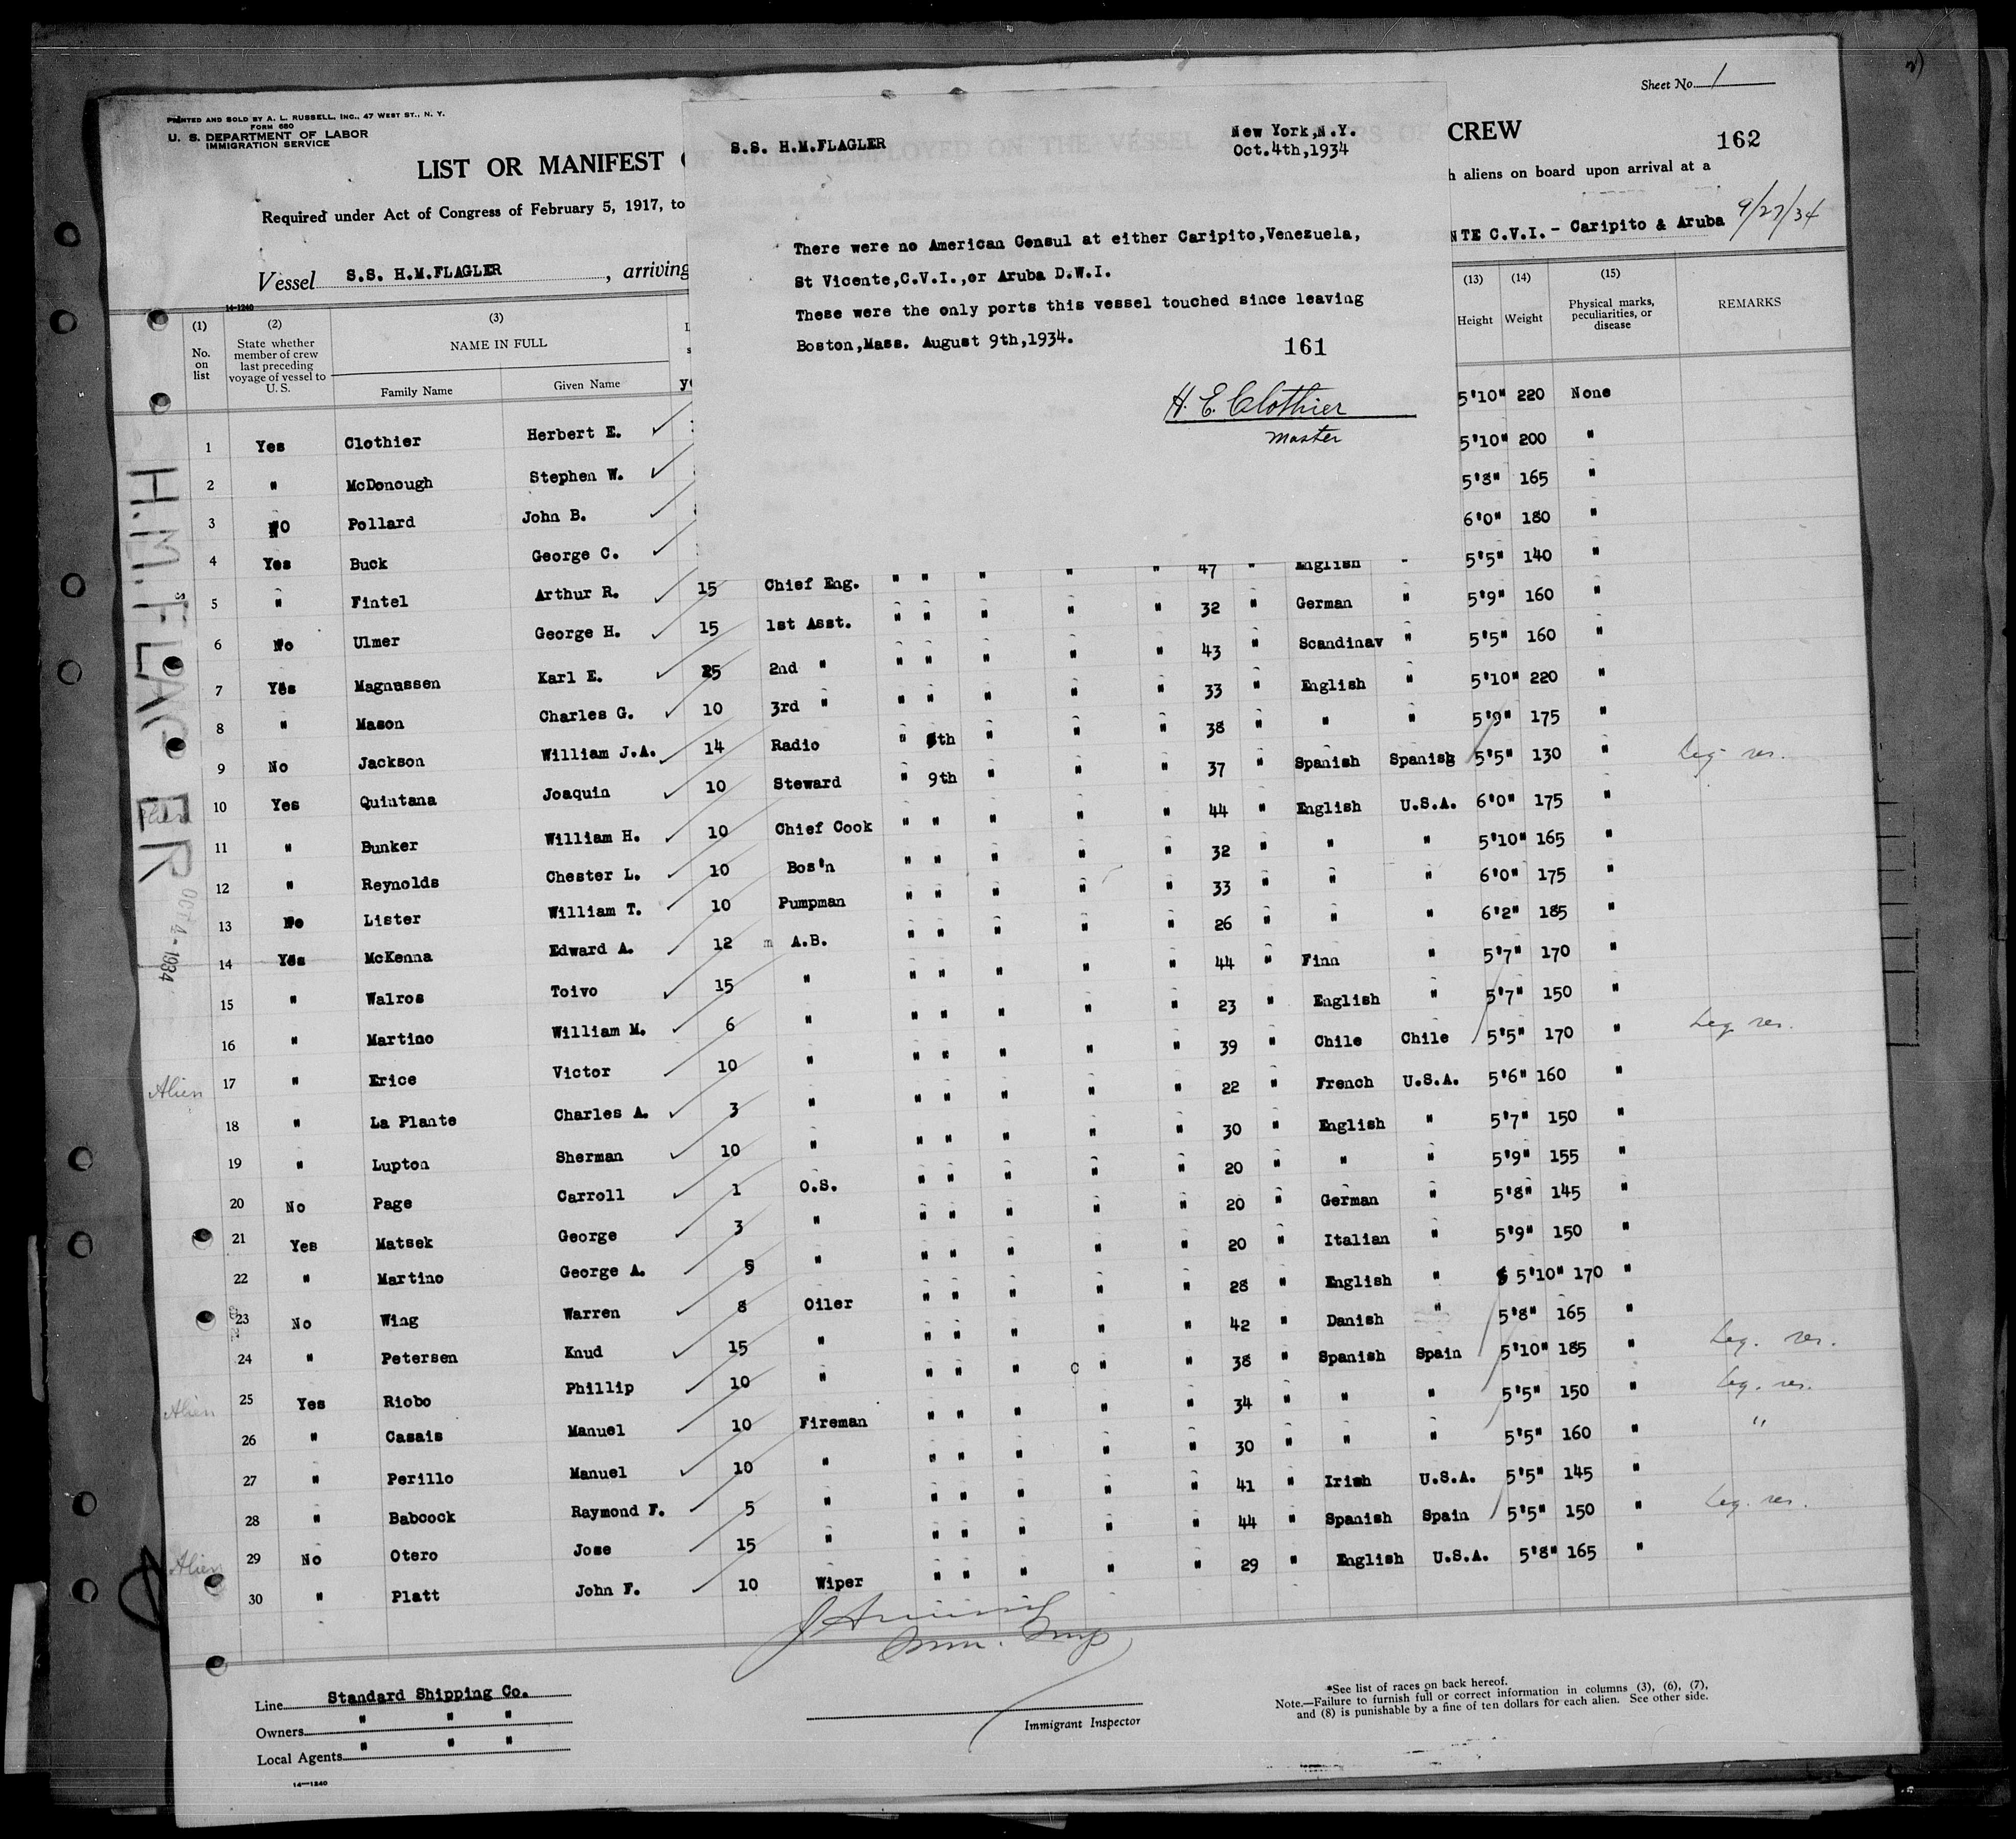 Sheet No. 1
PRINTED AND SOLD BY A. L. RUSSELL, INC., 47 WEST ST., N. Y.
FORM 680
U. S. DEPARTMENT OF LABOR
IMMIGRATION SERVICE
LIST OR MANIFEST
CREW
162
h aliens on board upon arrival at a
Required under Act of Congress of February 5, 1917, to
NTE C.V.I. - Caripito & Aruba 9/27/34
Vessel S.S. H.M.FLAGLER, arriving
S.S. H.M.FLAGLER
New York,N.Y.
Oct.4th,1934
There were no American Consul at either Caripito,Venezuela,
St Vicente,C.V.I.,or Aruba D.W.I.
These were the only ports this vessel touched since leaving
Boston,Mass. August 9th,1934.
161
H. E. Clothier
Master
14-1240
(1) No. on list
(2) State whether member of crew last preceding voyage of vessel to U. S.
(3) NAME IN FULL
Family Name Given Name
(13) Height
(14) Weight
(15) Physical marks, peculiarities, or disease
REMARKS
5'10" 220 None
1 Yes Clothier Herbert E. 5'10" 200 "
2 " McDonough Stephen W. 5'8" 165 "
3 No Pollard John B. 6'0" 180 "
4 Yes Buck George C. 5'5" 140 "
5 " Fintel Arthur R. 15 Chief Eng. " " " " " 47 " English 5'9" 160 "
6 No Ulmer George H. 15 1st Asst. " " " " " 32 " German " 5'5" 160 "
7 Yes Magnussen Karl E. 25 2nd " " " " " " 43 " Scandinav " 5'10" 220 "
8 " Mason Charles G. 10 3rd " " " " " " 33 " English " 5'9" 175 "
9 No Jackson William J.A. 14 Radio " 8th " " " 38 " " " 5'5" 130 "
10 Yes Quintana Joaquin 10 Steward " 9th " " " 37 " Spanish Spanish 6'0" 175 " Leg res.
11 " Bunker William H. 10 Chief Cook " " " " " 44 " English U.S.A. 5'10" 165 "
12 " Reynolds Chester L. 10 Bos'n " " " " " 32 " " " 6'0" 175 "
13 No Lister William T. 10 Pumpman " " " " " 33 " " " 6'2" 185 "
14 Yes McKenna Edward A. 12 m A.B. " " " " " 26 " " " 5'7" 170 "
15 " Walros Toivo 15 " " " " " " 44 " Finn " 5'7" 150 "
16 " Martino William M. 6 " " " " " " 23 " English " 5'5" 170 "
Alien 17 " Erice Victor 10 " " " " " " 39 " Chile Chile 5'6" 160 " Leg res.
18 " La Plante Charles A. 3 " " " " " " 22 " French U.S.A. 5'7" 150 "
19 " Lupton Sherman 10 " " " " " " 30 " English " 5'9" 155 "
20 No Page Carroll 1 O.S. " " " " " 20 " " " 5'8" 145 "
21 Yes Matsek George 3 " " " " " " 20 " German " 5'9" 150 "
22 " Martino George A. 5 " " " " " " 20 " Italian " 5'10" 170 "
23 No Wing Warren 8 Oiler " " " " " 28 " English " 5'8" 165 "
24 " Petersen Knud 15 " " " " " " 42 " Danish " 5'10" 185 "
Alien 25 Yes Riobo Phillip 10 " " " " " " 38 " Spanish Spain 5'5" 150 " Leg. res.
26 " Casais Manuel 10 Fireman " " " " " 34 " " " 5'5" 160 " Leg. res.
27 " Perillo Manuel 10 " " " " " " 30 " " " 5'5" 145 " "
28 " Babcock Raymond F. 5 " " " " " " 41 " Irish U.S.A. 5'5" 150 "
Alien 29 No Otero Jose 15 " " " " " " 44 " Spanish Spain 5'8" 165 " Leg. res.
30 " Platt John F. 10 Wiper " " " " " 29 " English U.S.A.
H.M. FLAGLER
OCT 4-1934
Imm. Insp
Immigrant Inspector
Line Standard Shipping Co.
Owners " " "
Local Agents " " "
14—1240
*See list of races on back hereof.
Note.—Failure to furnish full or correct information in columns (3), (6), (7),
and (8) is punishable by a fine of ten dollars for each alien. See other side.